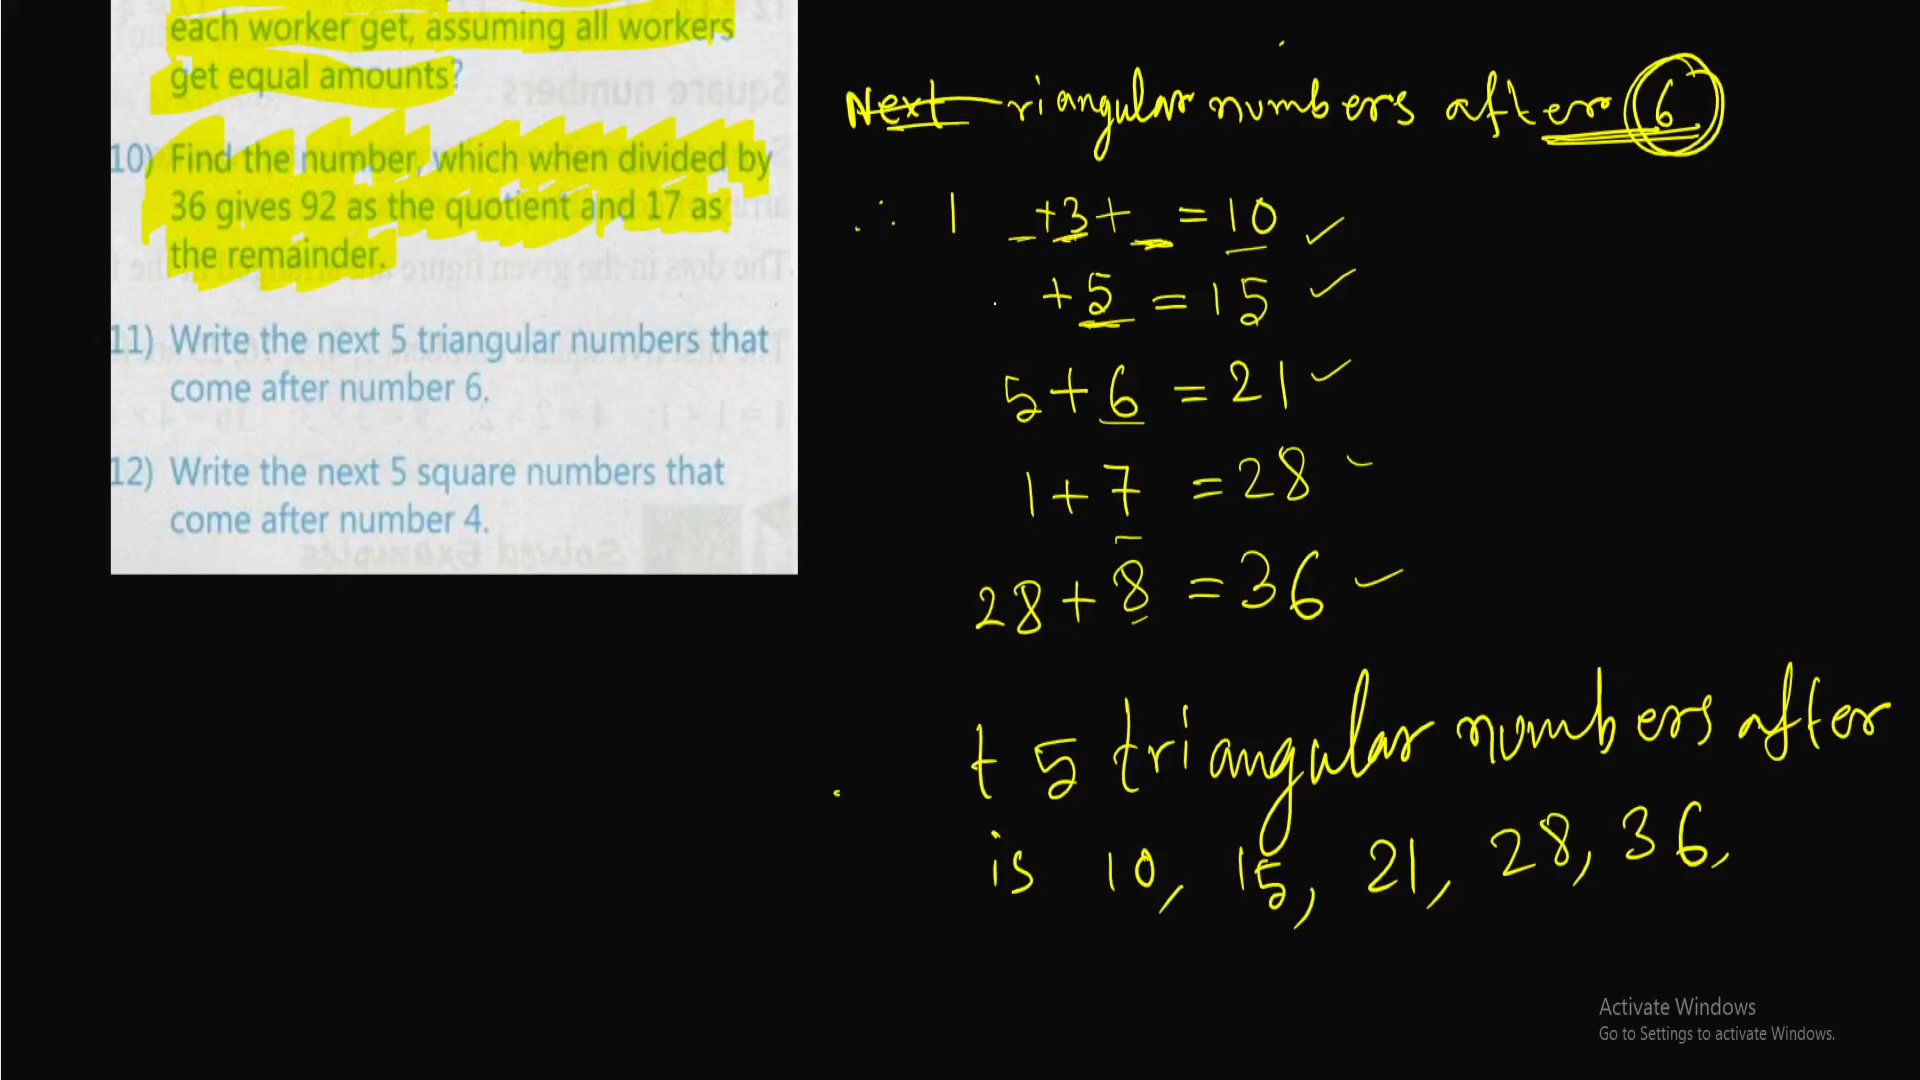 each worker get, assuming all workers
get equal amounts?
10) Find the number, which when divided by
36 gives 92 as the quotient and 17 as
the remainder.
11) Write the next 5 triangular numbers that
come after number 6.
12) Write the next 5 square numbers that
come after number 4.
Next riangular numbers after 6
∴ 1 _+3+_ = 10 ✓
+5 = 15 ✓
5+6 = 21 ✓
1+7 = 28
28+8 = 36
t 5 triangular numbers after
is 10, 15, 21, 28, 36,
Activate Windows
Go to Settings to activate Windows.